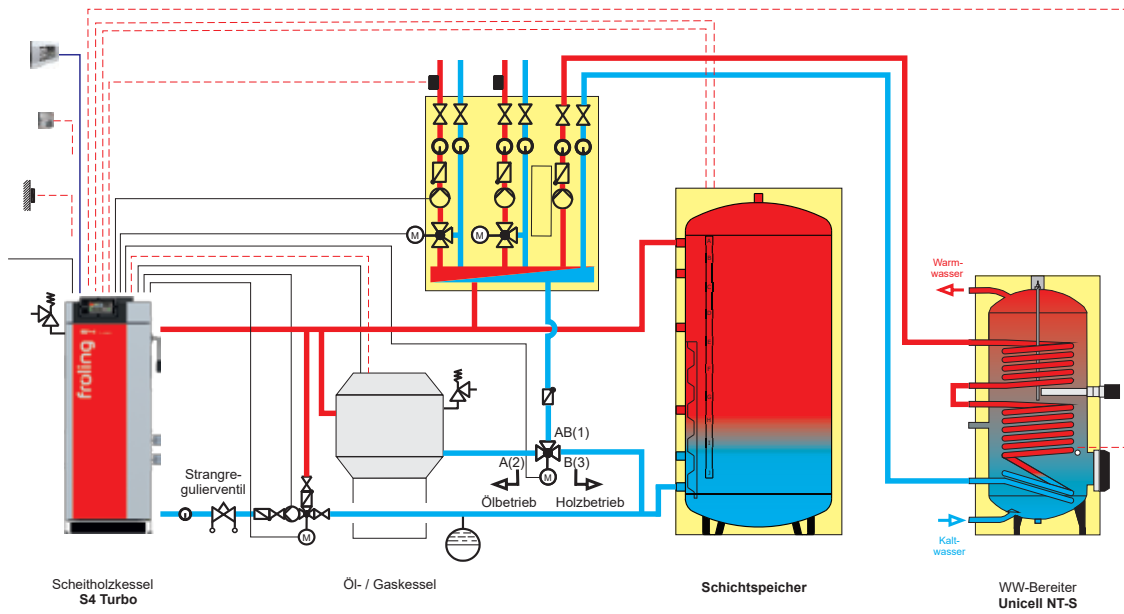 M
M
Warm-
wasser
froling
AB(1)
A(2)
B(3)
M
Ölbetrieb
Holzbetrieb
Strangre-
gulierventil
M
Kalt-
wasser
Scheitholzkessel
S4 Turbo
Öl- / Gaskessel
Schichtspeicher
WW-Bereiter
Unicell NT-S